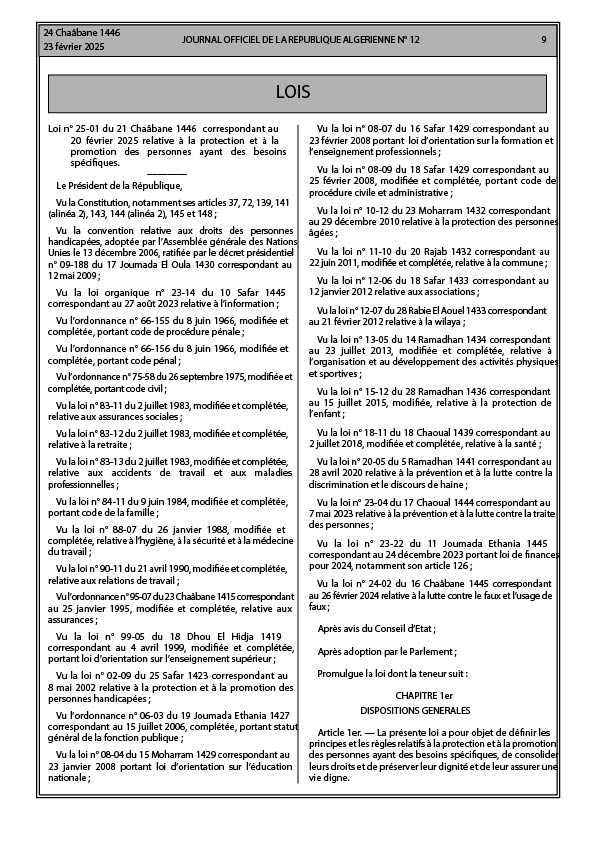 24 Chaâbane 1446
23 février 2025
JOURNAL OFFICIEL DE LA REPUBLIQUE ALGERIENNE N° 12
9
LOIS
Loi n° 25-01 du 21 Chaâbane 1446 correspondant au
20 février 2025 relative à la protection et à la
promotion des personnes ayant des besoins
spécifiques.
————
Le Président de la République,
Vu la Constitution, notamment ses articles 37, 72, 139, 141
(alinéa 2), 143, 144 (alinéa 2), 145 et 148 ;
Vu la convention relative aux droits des personnes
handicapées, adoptée par l'Assemblée générale des Nations
Unies le 13 décembre 2006, ratifiée par le décret présidentiel
n° 09-188 du 17 Joumada El Oula 1430 correspondant au
12 mai 2009 ;
Vu la loi organique n° 23-14 du 10 Safar 1445
correspondant au 27 août 2023 relative à l'information ;
Vu l'ordonnance n° 66-155 du 8 juin 1966, modifiée et
complétée, portant code de procédure pénale ;
Vu l'ordonnance n° 66-156 du 8 juin 1966, modifiée et
complétée, portant code pénal ;
Vu l'ordonnance n° 75-58 du 26 septembre 1975, modifiée et
complétée, portant code civil ;
Vu la loi n° 83-11 du 2 juillet 1983, modifiée et complétée,
relative aux assurances sociales ;
Vu la loi n° 83-12 du 2 juillet 1983, modifiée et complétée,
relative à la retraite ;
Vu la loi n° 83-13 du 2 juillet 1983, modifiée et complétée,
relative aux accidents de travail et aux maladies
professionnelles ;
Vu la loi n° 84-11 du 9 juin 1984, modifiée et complétée,
portant code de la famille ;
Vu la loi n° 88-07 du 26 janvier 1988, modifiée et
complétée, relative à l'hygiène, à la sécurité et à la médecine
du travail ;
Vu la loi n° 90-11 du 21 avril 1990, modifiée et complétée,
relative aux relations de travail ;
Vu l'ordonnance n° 95-07 du 23 Chaâbane 1415 correspondant
au 25 janvier 1995, modifiée et complétée, relative aux
assurances ;
Vu la loi n° 99-05 du 18 Dhou El Hidja 1419
correspondant au 4 avril 1999, modifiée et complétée,
portant loi d'orientation sur l'enseignement supérieur ;
Vu la loi n° 02-09 du 25 Safar 1423 correspondant au
8 mai 2002 relative à la protection et à la promotion des
personnes handicapées ;
Vu l'ordonnance n° 06-03 du 19 Joumada Ethania 1427
correspondant au 15 juillet 2006, complétée, portant statut
général de la fonction publique ;
Vu la loi n° 08-04 du 15 Moharram 1429 correspondant au
23 janvier 2008 portant loi d'orientation sur l'éducation
nationale ;
Vu la loi n° 08-07 du 16 Safar 1429 correspondant au
23 février 2008 portant loi d'orientation sur la formation et
l'enseignement professionnels ;
Vu la loi n° 08-09 du 18 Safar 1429 correspondant au
25 février 2008, modifiée et complétée, portant code de
procédure civile et administrative ;
Vu la loi n° 10-12 du 23 Moharram 1432 correspondant
au 29 décembre 2010 relative à la protection des personnes
âgées ;
Vu la loi n° 11-10 du 20 Rajab 1432 correspondant au
22 juin 2011, modifiée et complétée, relative à la commune ;
Vu la loi n° 12-06 du 18 Safar 1433 correspondant au
12 janvier 2012 relative aux associations ;
Vu la loi n° 12-07 du 28 Rabie El Aouel 1433 correspondant
au 21 février 2012 relative à la wilaya ;
Vu la loi n° 13-05 du 14 Ramadhan 1434 correspondant
au 23 juillet 2013, modifiée et complétée, relative à
l'organisation et au développement des activités physiques
et sportives ;
Vu la loi n° 15-12 du 28 Ramadhan 1436 correspondant
au 15 juillet 2015, modifiée, relative à la protection de
l'enfant ;
Vu la loi n° 18-11 du 18 Chaoual 1439 correspondant au
2 juillet 2018, modifiée et complétée, relative à la santé ;
Vu la loi n° 20-05 du 5 Ramadhan 1441 correspondant au
28 avril 2020 relative à la prévention et à la lutte contre la
discrimination et le discours de haine ;
Vu la loi n° 23-04 du 17 Chaoual 1444 correspondant au
7 mai 2023 relative à la prévention et à la lutte contre la traite
des personnes ;
Vu la loi n° 23-22 du 11 Joumada Ethania 1445
correspondant au 24 décembre 2023 portant loi de finances
pour 2024, notamment son article 126 ;
Vu la loi n° 24-02 du 16 Chaâbane 1445 correspondant
au 26 février 2024 relative à la lutte contre le faux et l'usage de
faux ;
Après avis du Conseil d'Etat ;
Après adoption par le Parlement ;
Promulgue la loi dont la teneur suit :
CHAPITRE 1er
DISPOSITIONS GENERALES
Article 1er. — La présente loi a pour objet de définir les
principes et les règles relatifs à la protection et à la promotion
des personnes ayant des besoins spécifiques, de consolider
leurs droits et de préserver leur dignité et de leur assurer une
vie digne.